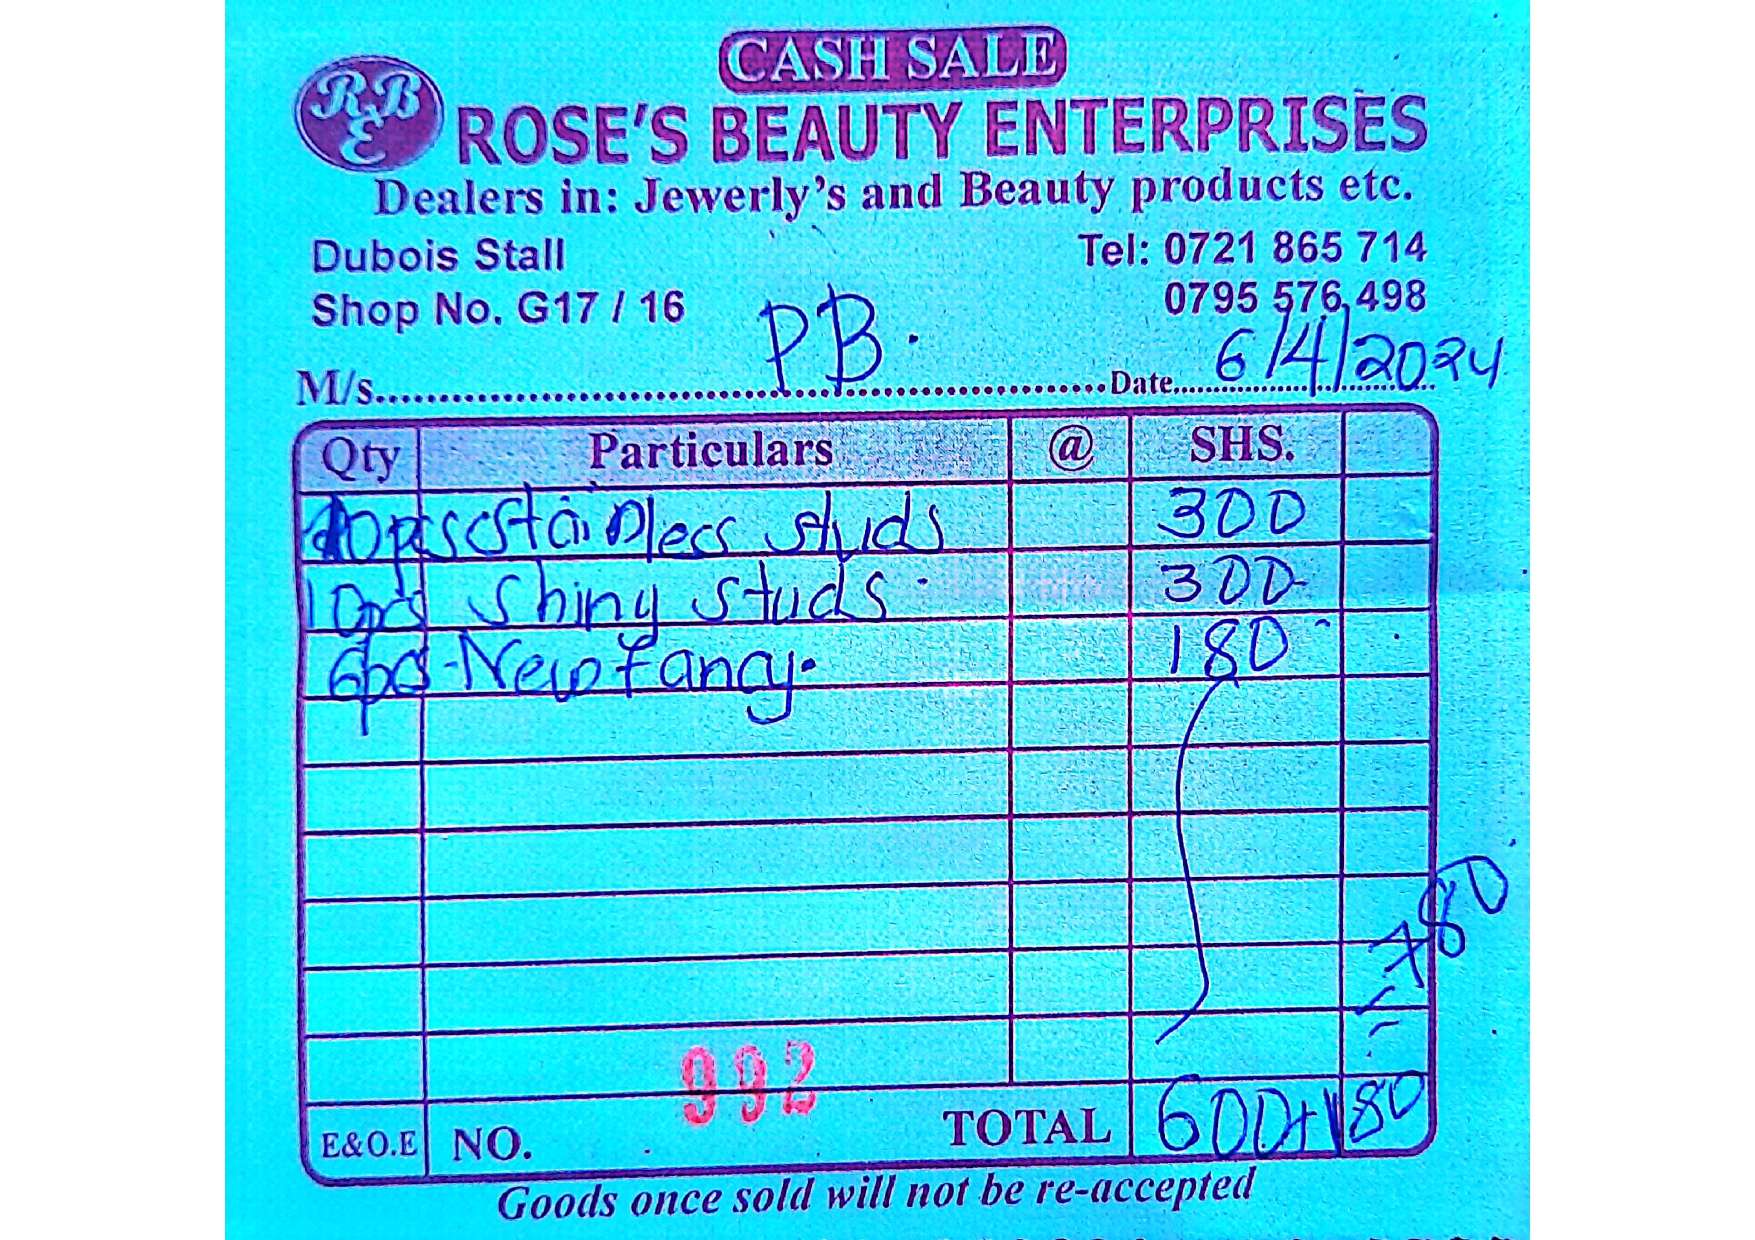 CASH SALE
RBE
ROSE'S BEAUTY ENTERPRISES
Dealers in: Jewerly's and Beauty products etc.
Dubois Stall
Tel: 0721 865 714
Shop No. G17 / 16
0795 576 498
M/s. PB. Date 6/4/2024
Qty Particulars @ SHS.
10pcs stainless studs 300
10pcs Shiny studs 300
6pcs - New fancy. 180
780
992
E&O.E NO. TOTAL 600+180
Goods once sold will not be re-accepted